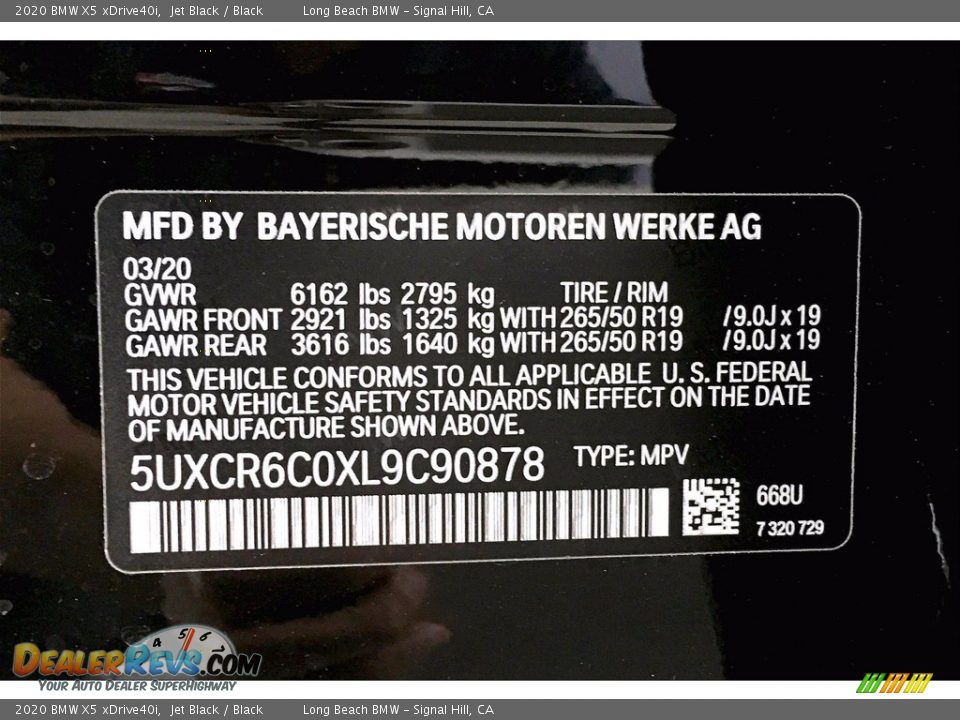 2020 BMW X5 xDrive40i, Jet Black / Black Long Beach BMW - Signal Hill, CA
MFD BY BAYERISCHE MOTOREN WERKE AG
03/20
GVWR 6162 lbs 2795 kg TIRE / RIM
GAWR FRONT 2921 lbs 1325 kg WITH 265/50 R19 /9.0J x 19
GAWR REAR 3616 lbs 1640 kg WITH 265/50 R19 /9.0J x 19
THIS VEHICLE CONFORMS TO ALL APPLICABLE U. S. FEDERAL
MOTOR VEHICLE SAFETY STANDARDS IN EFFECT ON THE DATE
OF MANUFACTURE SHOWN ABOVE.
5UXCR6C0XL9C90878 TYPE: MPV
668U
7 320 729
4 5 6
DEALERREVS.COM
YOUR AUTO DEALER SUPERHIGHWAY
2020 BMW X5 xDrive40i, Jet Black / Black Long Beach BMW - Signal Hill, CA